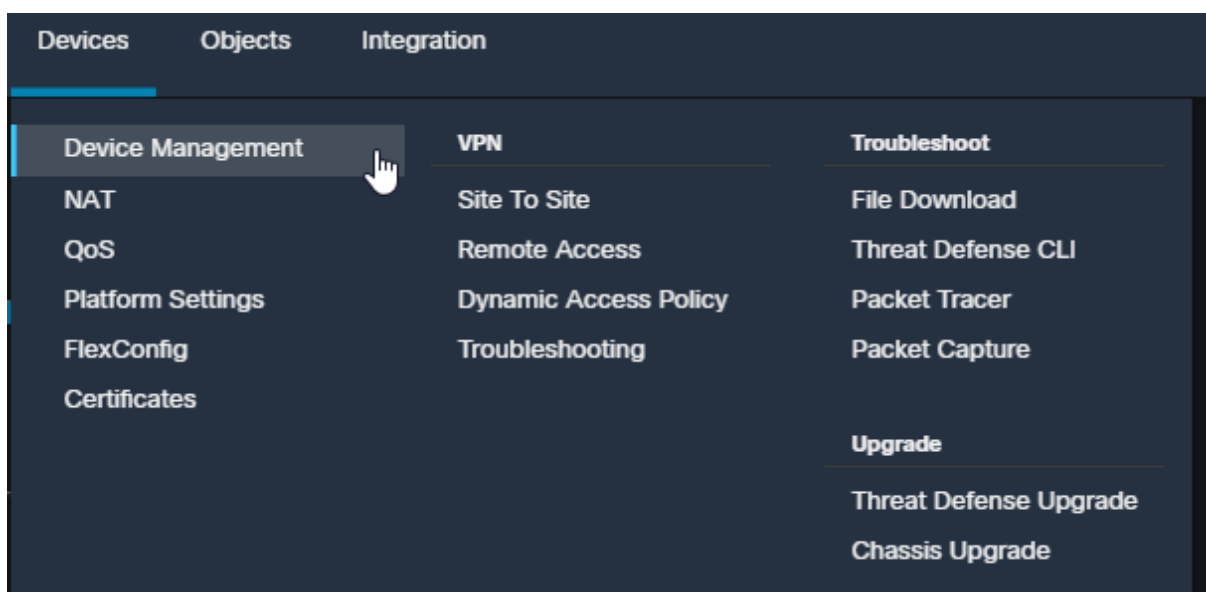 Devices Objects Integration
Device Management
NAT
QoS
Platform Settings
FlexConfig
Certificates
VPN
Site To Site
Remote Access
Dynamic Access Policy
Troubleshooting
Troubleshoot
File Download
Threat Defense CLI
Packet Tracer
Packet Capture
Upgrade
Threat Defense Upgrade
Chassis Upgrade